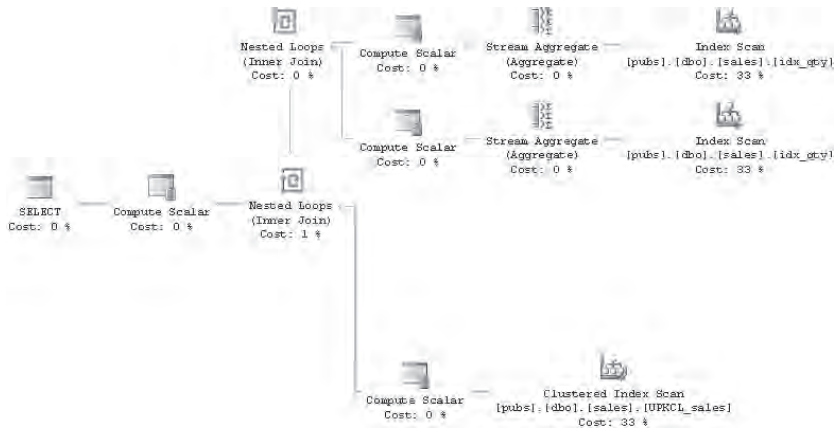 Nested Loops
(Inner Join)
Cost: 0 %
Compute Scalar
Cost: 0 %
Stream Aggregate
(Aggregate)
Cost: 0 %
Index Scan
[pubs].[dbo].[sales].[idx_qty]
Cost: 33 %
Compute Scalar
Cost: 0 %
Stream Aggregate
(Aggregate)
Cost: 0 %
Index Scan
[pubs].[dbo].[sales].[idx_qty]
Cost: 33 %
SELECT
Cost: 0 %
Compute Scalar
Cost: 0 %
Nested Loops
(Inner Join)
Cost: 1 %
Compute Scalar
Cost: 0 %
Clustered Index Scan
[pubs].[dbo].[sales].[UPKCL_sales]
Cost: 33 %